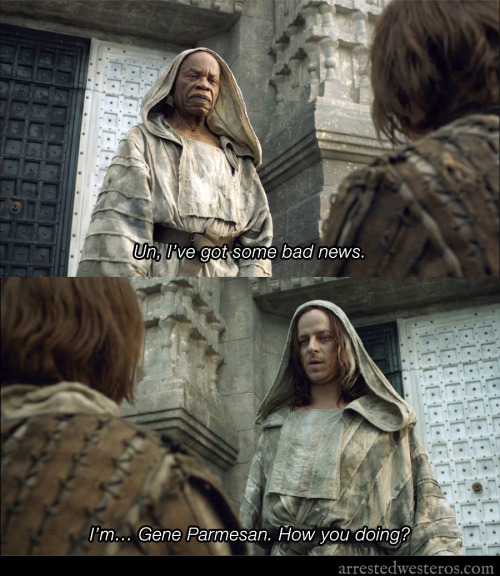 Un, I've got some bad news.
I'm... Gene Parmesan. How you doing?
arrestedwesteros.com